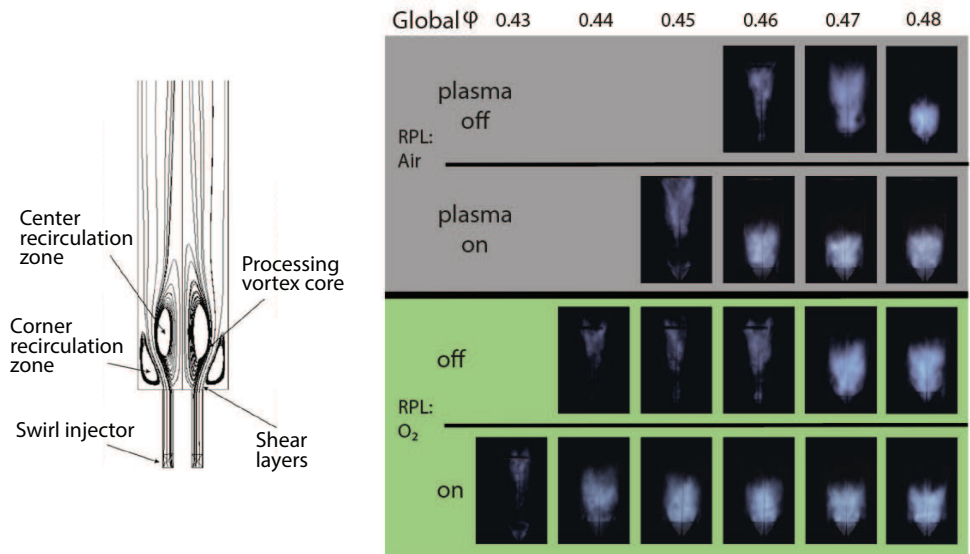 Global φ 0.43 0.44 0.45 0.46 0.47 0.48
plasma
off
RPL:
Air
plasma
on
off
RPL:
O₂
on
Center
recirculation
zone
Processing
vortex core
Corner
recirculation
zone
Swirl injector
Shear
layers